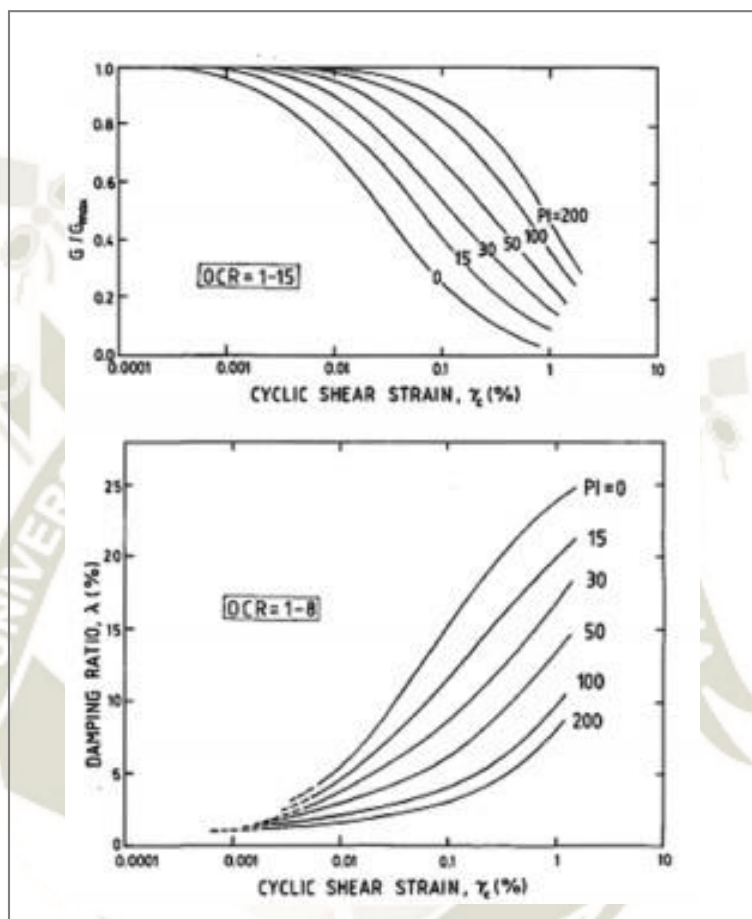 1.0
0.8
0.6
0.4
0.2
0.0
G/Gmax
OCR = 1-15
PI=200
100
50
30
15
0
0.0001 0.001 0.01 0.1 1 10
CYCLIC SHEAR STRAIN, γc (%)
25
20
15
10
5
0
DAMPING RATIO, λ (%)
OCR = 1-8
PI=0
15
30
50
100
200
0.0001 0.001 0.01 0.1 1 10
CYCLIC SHEAR STRAIN, γc (%)
UNIVERS